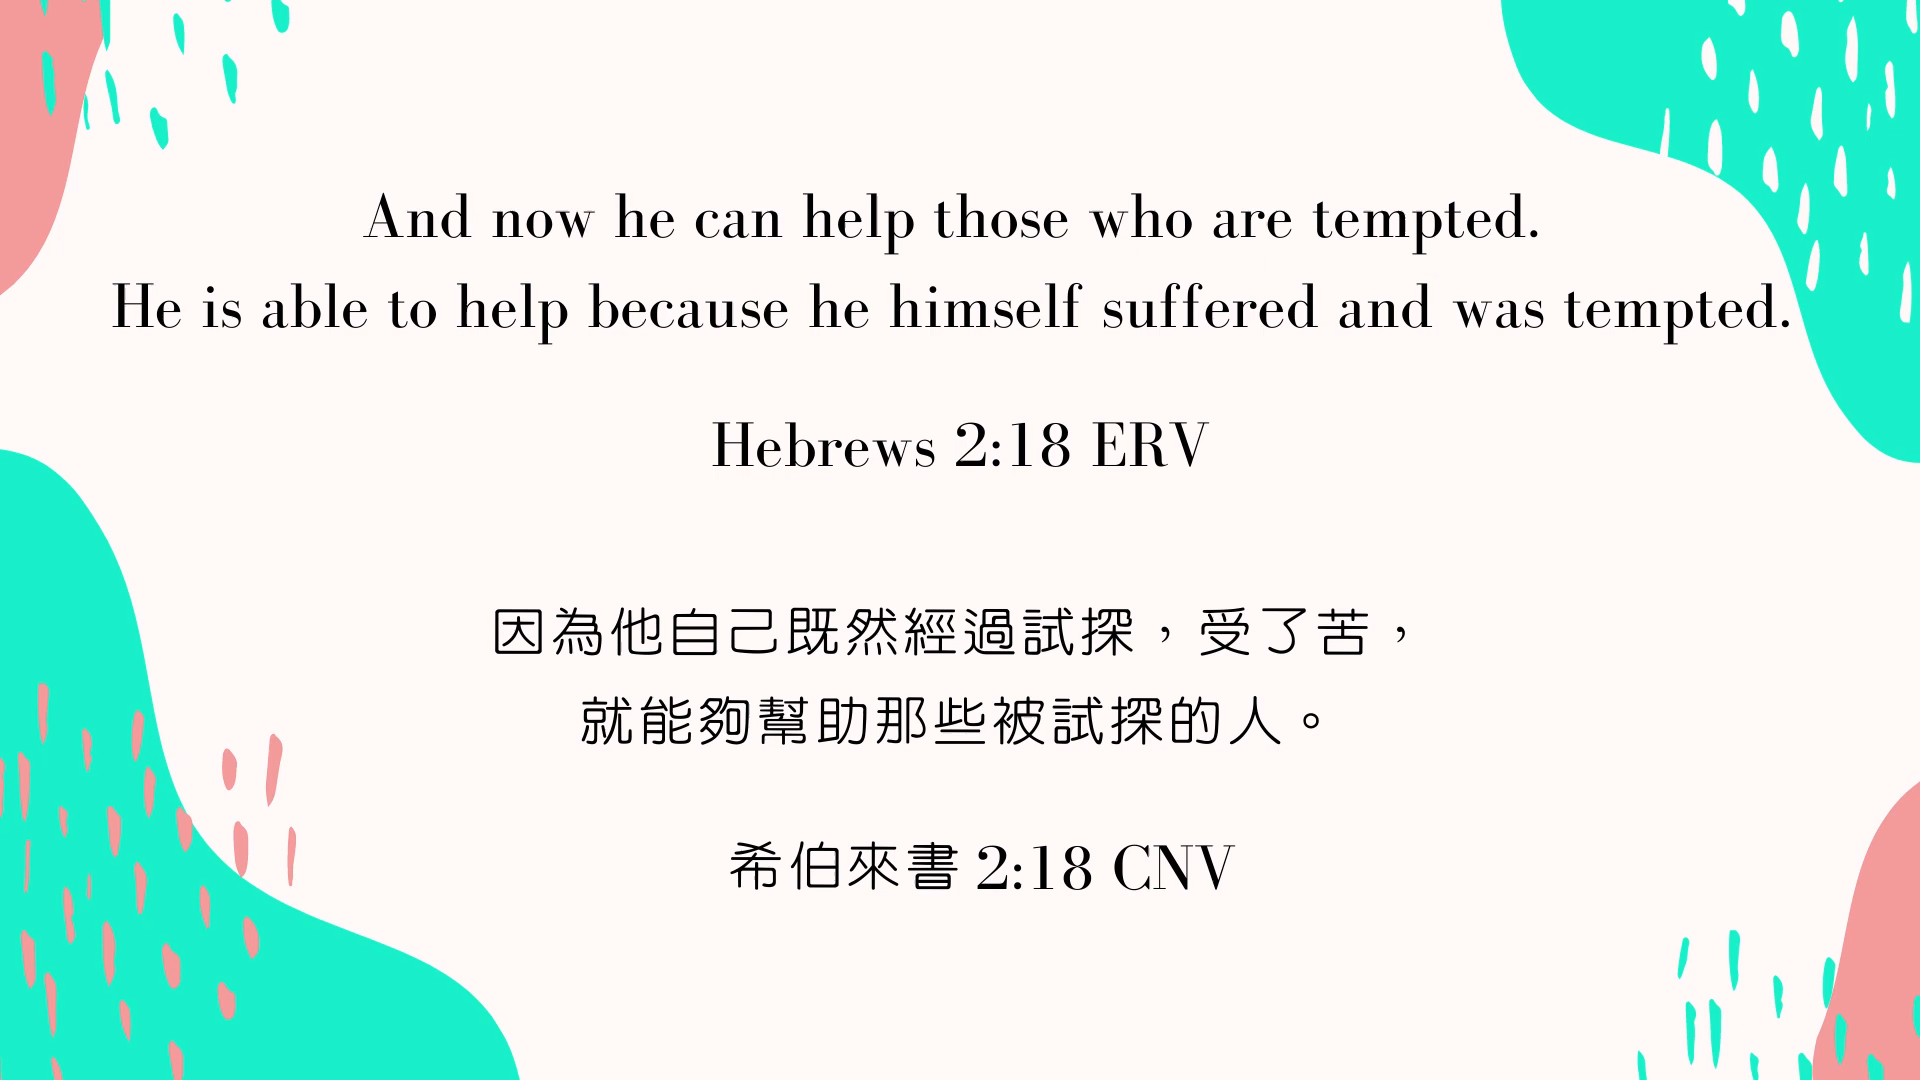 And now he can help those who are tempted.
He is able to help because he himself suffered and was tempted.
Hebrews 2:18 ERV
因為他自己既然經過試探，受了苦，
就能夠幫助那些被試探的人。
希伯來書 2:18 CNV